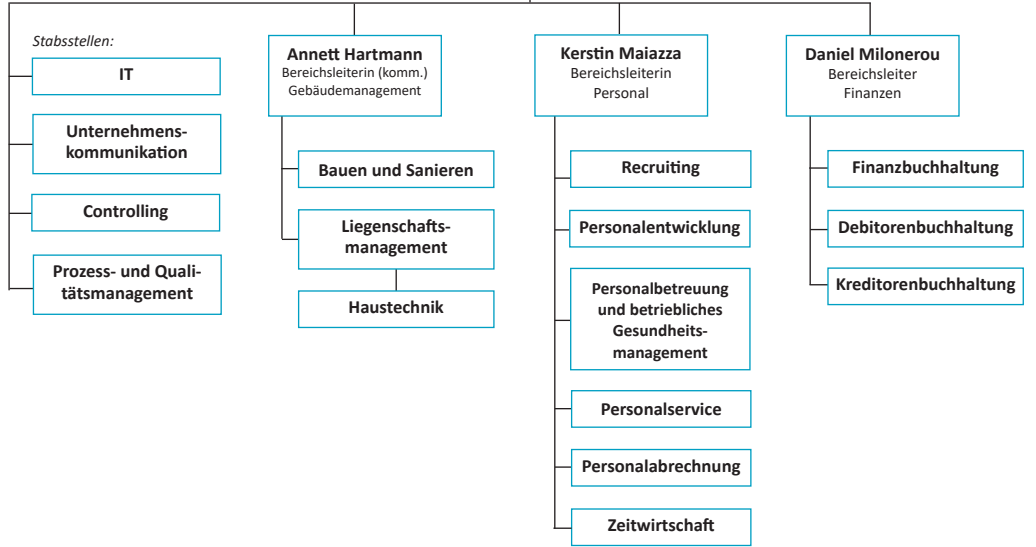 Stabsstellen:
IT
Unternehmens-
kommunikation
Controlling
Prozess- und Quali-
tätsmanagement
Annett Hartmann
Bereichsleiterin (komm.)
Gebäudemanagement
Bauen und Sanieren
Liegenschafts-
management
Haustechnik
Kerstin Maiazza
Bereichsleiterin
Personal
Recruiting
Personalentwicklung
Personalbetreuung
und betriebliches
Gesundheits-
management
Personalservice
Personalabrechnung
Zeitwirtschaft
Daniel Milonerou
Bereichsleiter
Finanzen
Finanzbuchhaltung
Debitorenbuchhaltung
Kreditorenbuchhaltung